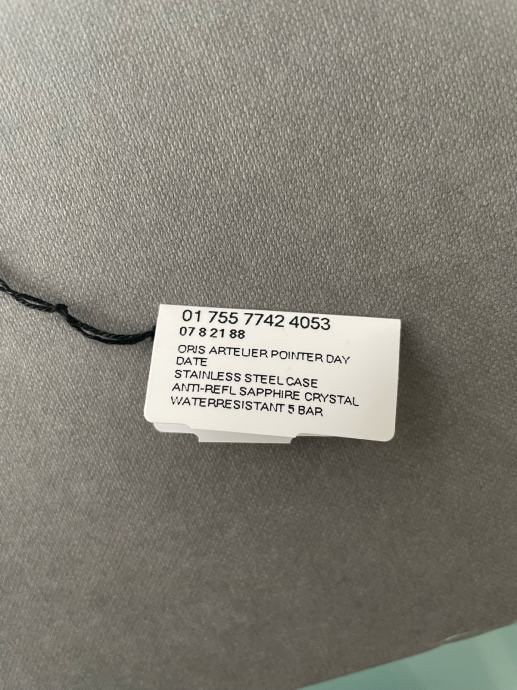 01 755 7742 4053
07 8 21 88
ORIS ARTELIER POINTER DAY
DATE
STAINLESS STEEL CASE
ANTI-REFL SAPPHIRE CRYSTAL
WATERRESISTANT 5 BAR